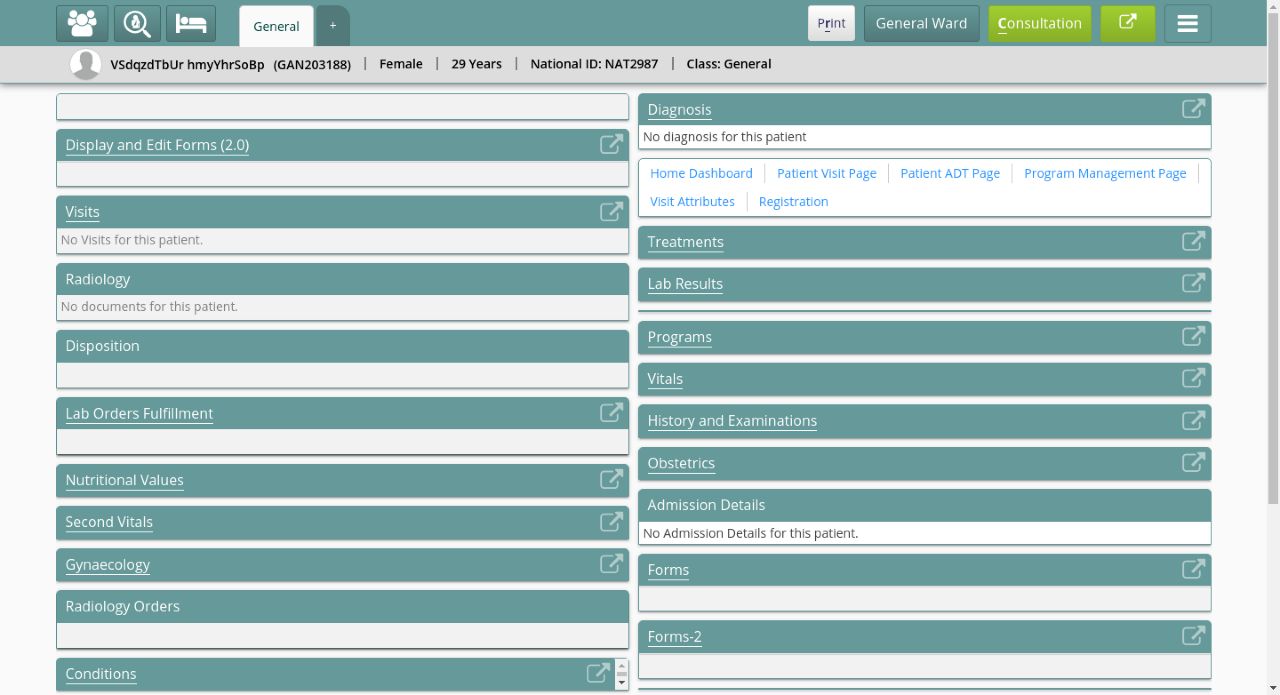 General
+
Print
General Ward
Consultation
VSdqzdTbUr hmyYhrSoBp (GAN203188) | Female | 29 Years | National ID: NAT2987 | Class: General
Display and Edit Forms (2.0)
Visits
No Visits for this patient.
Radiology
No documents for this patient.
Disposition
Lab Orders Fulfillment
Nutritional Values
Second Vitals
Gynaecology
Radiology Orders
Conditions
Diagnosis
No diagnosis for this patient
Home Dashboard | Patient Visit Page | Patient ADT Page | Program Management Page |
Visit Attributes | Registration
Treatments
Lab Results
Programs
Vitals
History and Examinations
Obstetrics
Admission Details
No Admission Details for this patient.
Forms
Forms-2